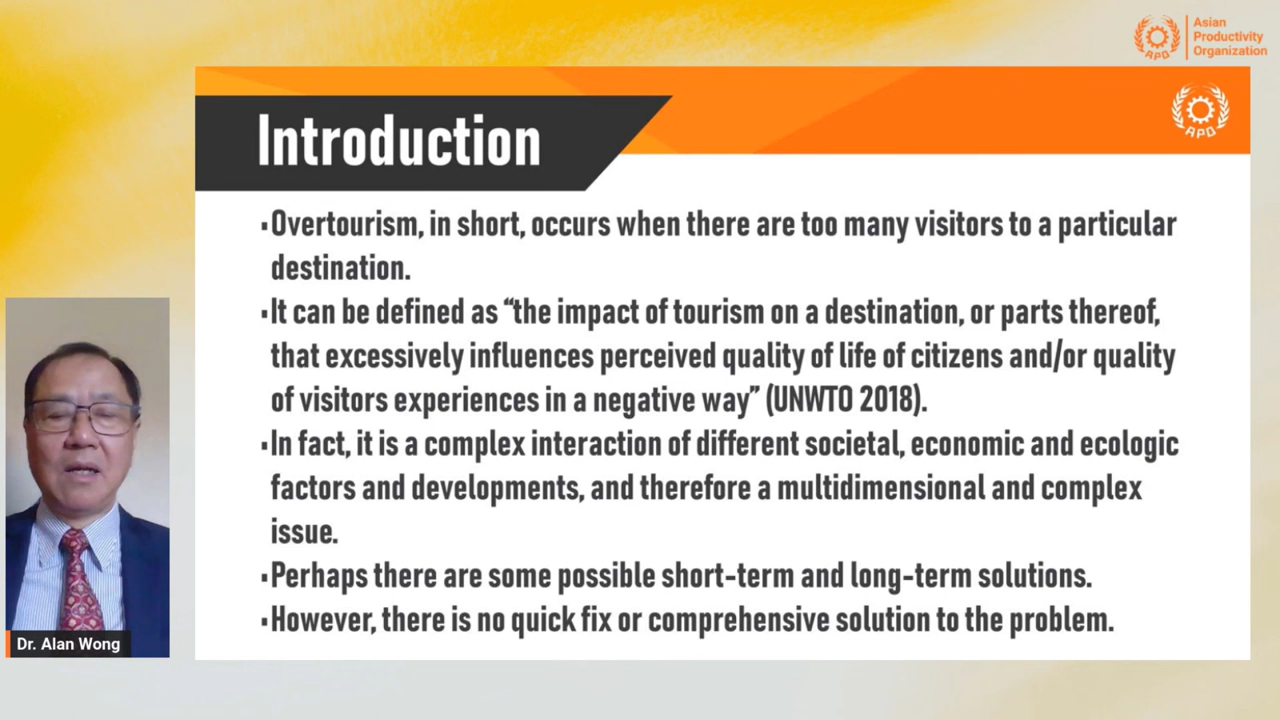 Asian
Productivity
Organization
APO
APO
Introduction
▪Overtourism, in short, occurs when there are too many visitors to a particular
destination.
▪It can be defined as “the impact of tourism on a destination, or parts thereof,
that excessively influences perceived quality of life of citizens and/or quality
of visitors experiences in a negative way” (UNWTO 2018).
▪In fact, it is a complex interaction of different societal, economic and ecologic
factors and developments, and therefore a multidimensional and complex
issue.
▪Perhaps there are some possible short-term and long-term solutions.
▪However, there is no quick fix or comprehensive solution to the problem.
Dr. Alan Wong